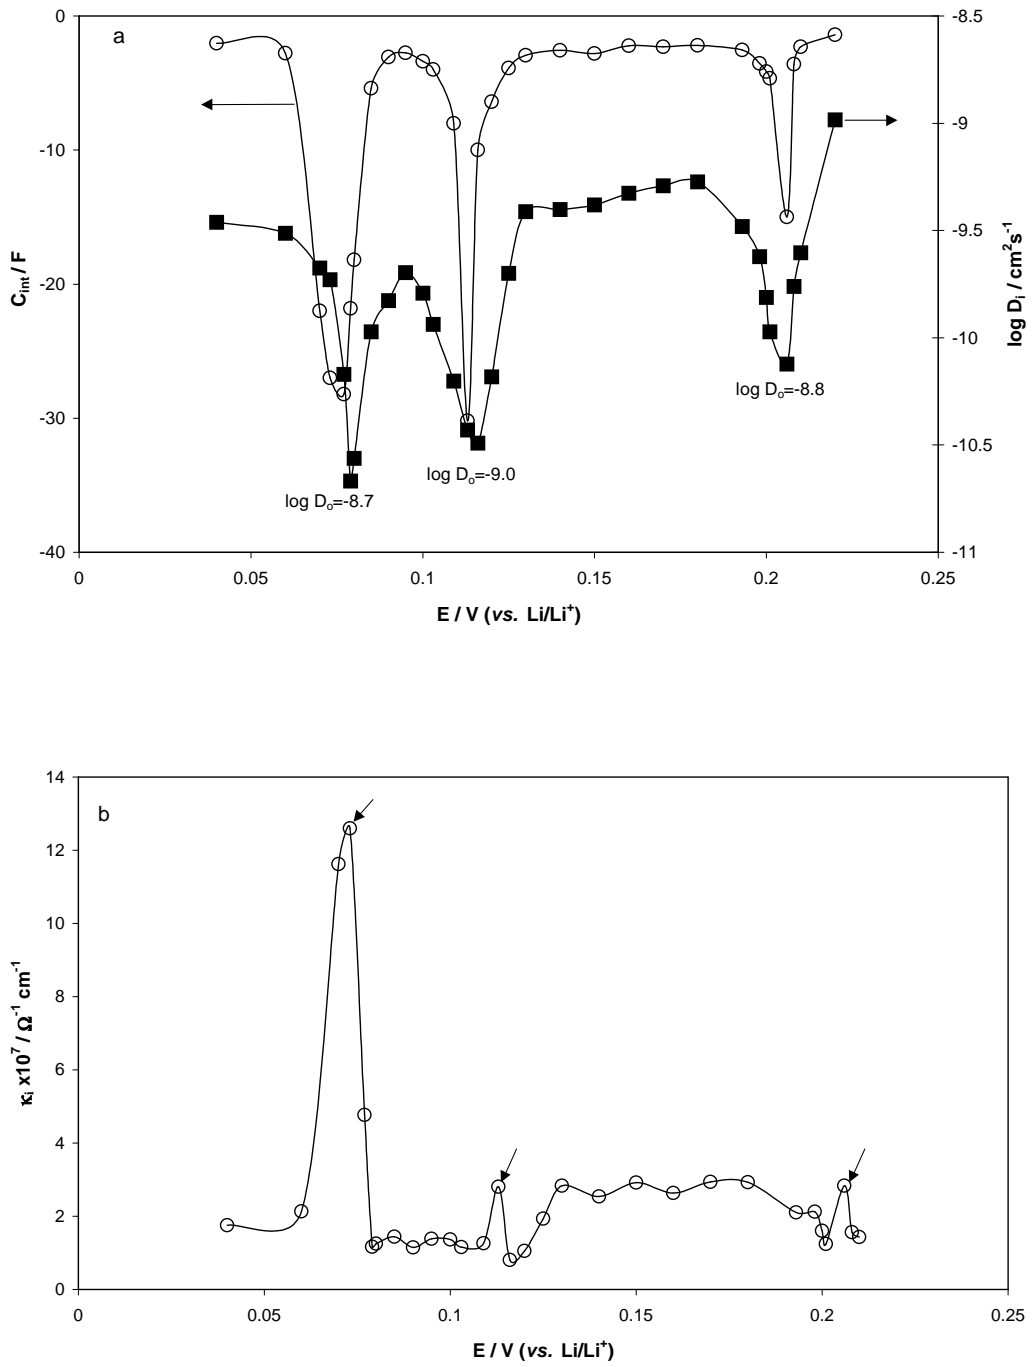 a
0
-10
-20
-30
-40
C_int / F
-8.5
-9
-9.5
-10
-10.5
-11
log D_i / cm²s⁻¹
log D_o=-8.8
log D_o=-9.0
log D_o=-8.7
0 0.05 0.1 0.15 0.2 0.25
E / V (vs. Li/Li⁺)
b
14
12
10
8
6
4
2
0
κ_i x10⁷ / Ω⁻¹ cm⁻¹
0 0.05 0.1 0.15 0.2 0.25
E / V (vs. Li/Li⁺)